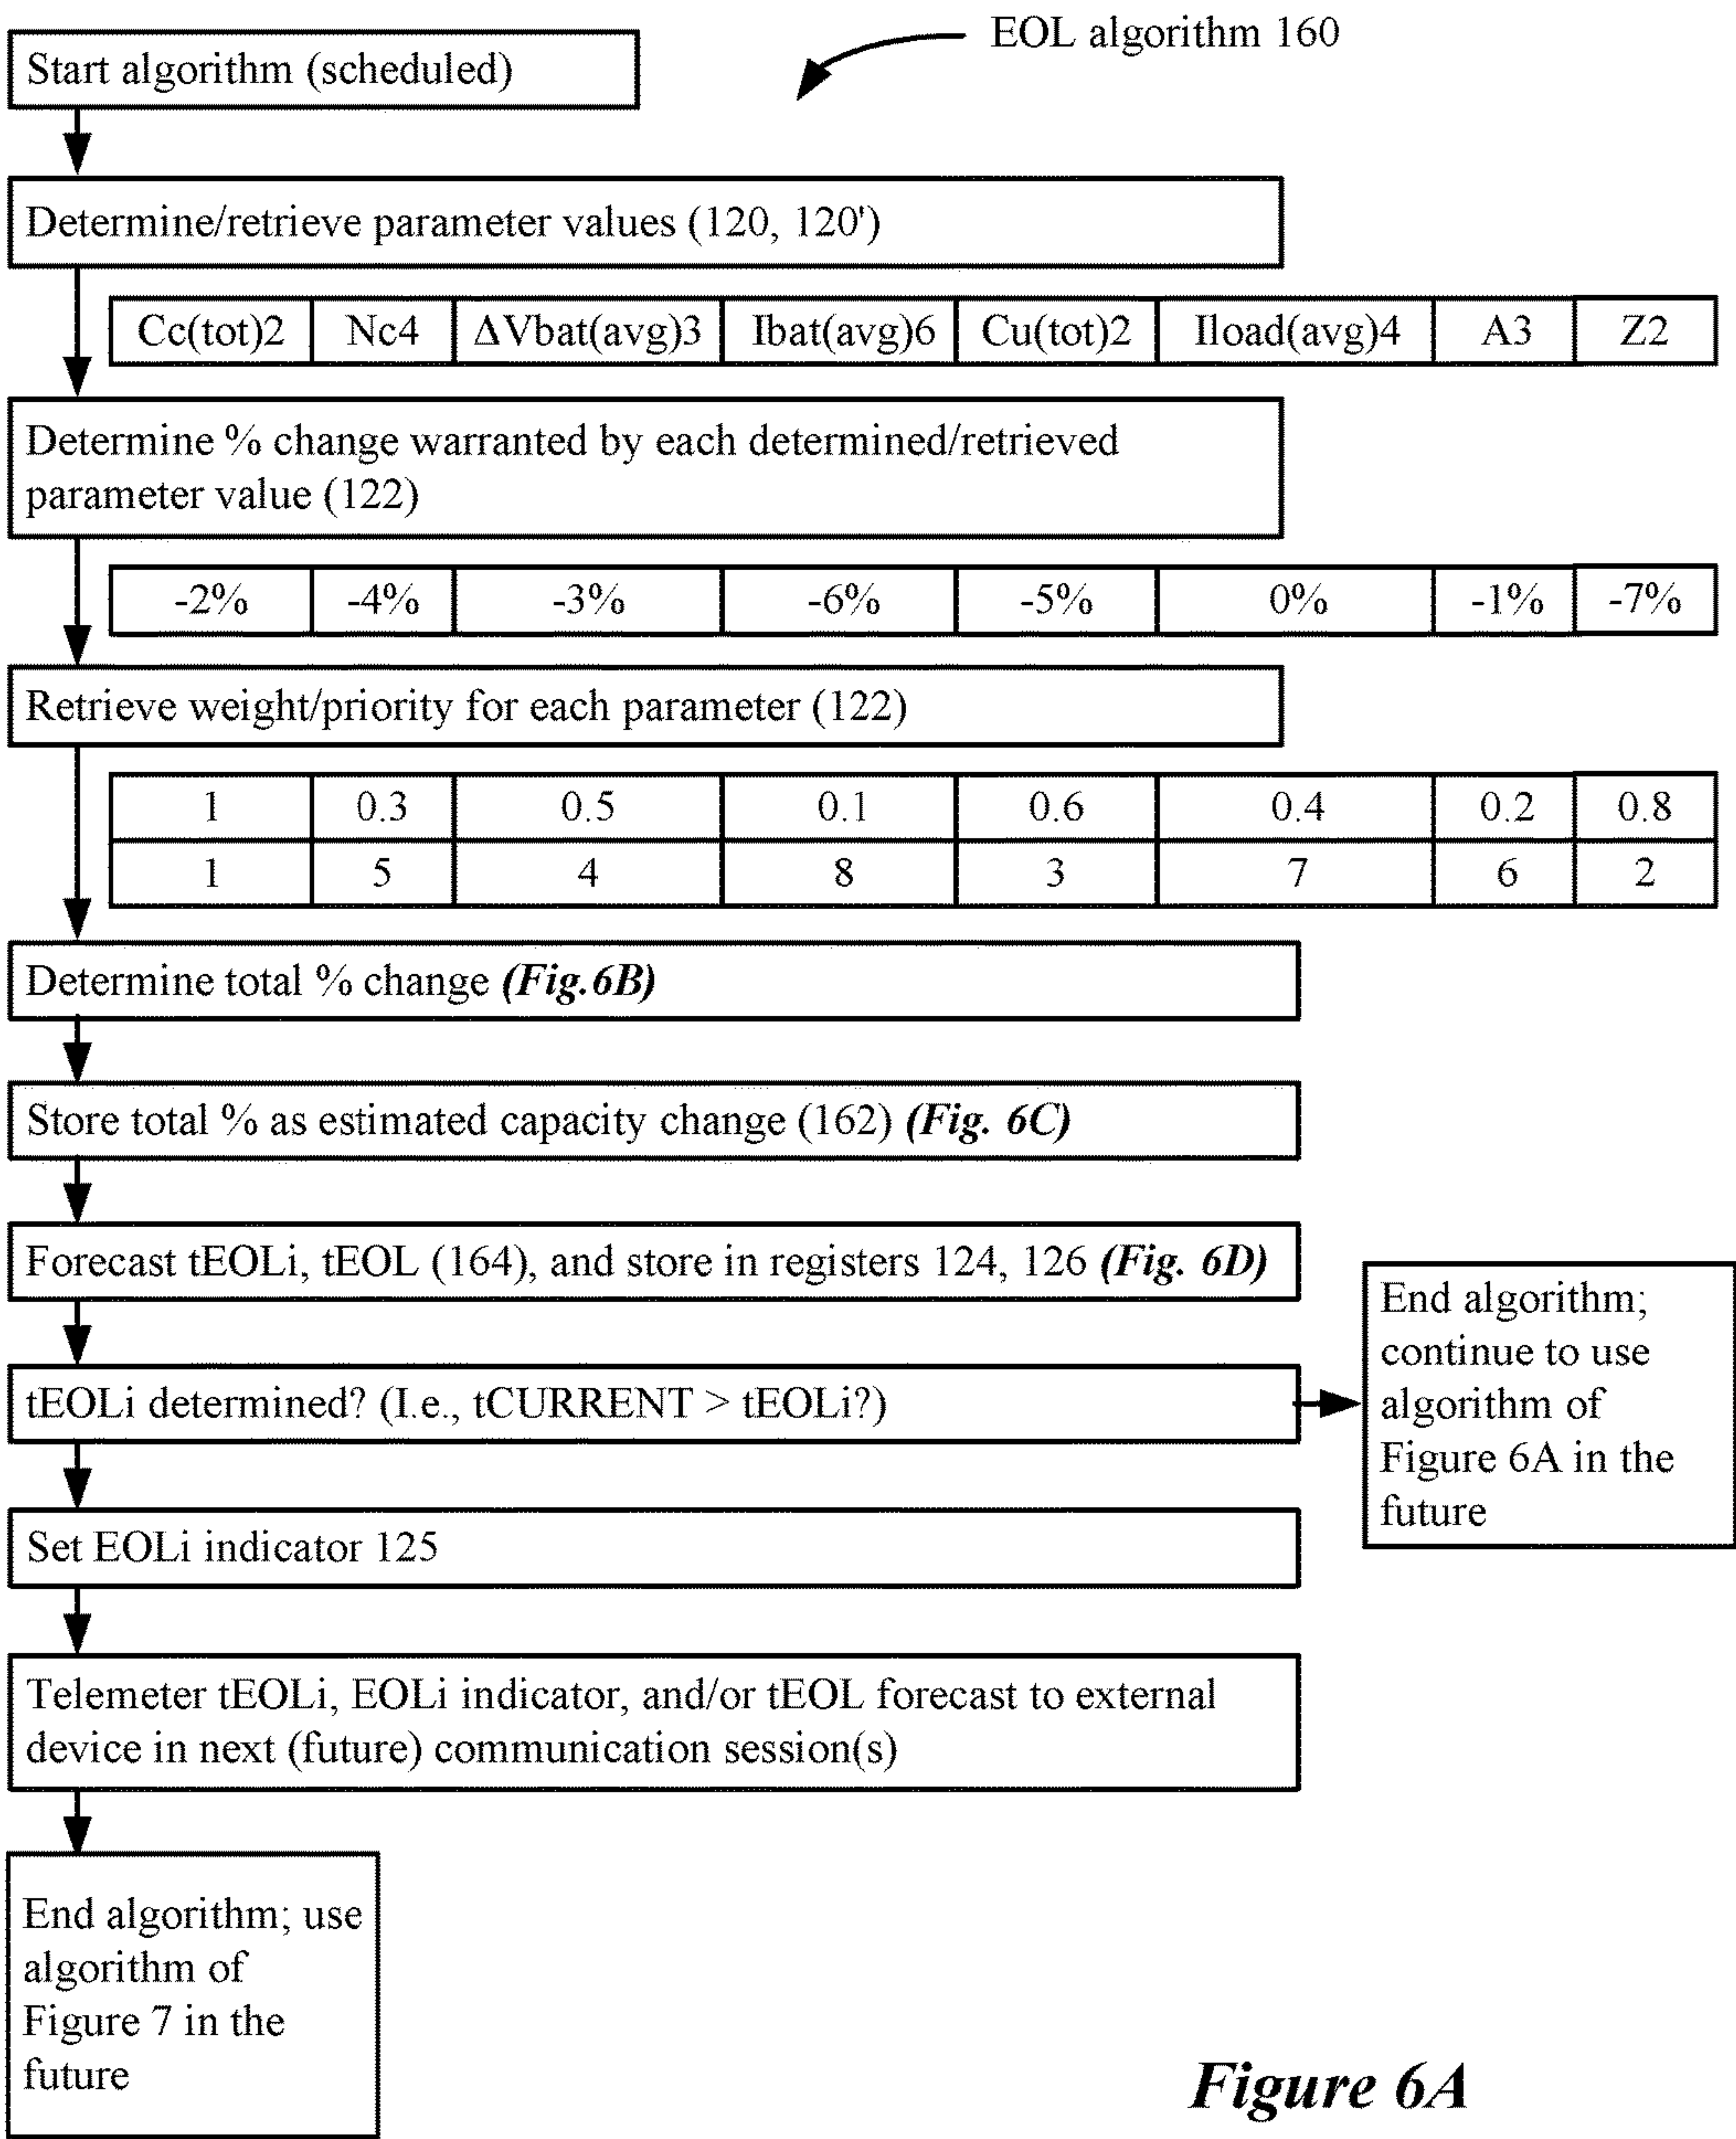 EOL algorithm 160
Start algorithm (scheduled)
Determine/retrieve parameter values (120, 120')
Cc(tot)2 Nc4 ΔVbat(avg)3 Ibat(avg)6 Cu(tot)2 Iload(avg)4 A3 Z2
Determine % change warranted by each determined/retrieved
parameter value (122)
-2% -4% -3% -6% -5% 0% -1% -7%
Retrieve weight/priority for each parameter (122)
1 0.3 0.5 0.1 0.6 0.4 0.2 0.8
1 5 4 8 3 7 6 2
Determine total % change (Fig.6B)
Store total % as estimated capacity change (162) (Fig. 6C)
Forecast tEOLi, tEOL (164), and store in registers 124, 126 (Fig. 6D)
tEOLi determined? (I.e., tCURRENT > tEOLi?)
End algorithm;
continue to use
algorithm of
Figure 6A in the
future
Set EOLi indicator 125
Telemeter tEOLi, EOLi indicator, and/or tEOL forecast to external
device in next (future) communication session(s)
End algorithm; use
algorithm of
Figure 7 in the
future
Figure 6A